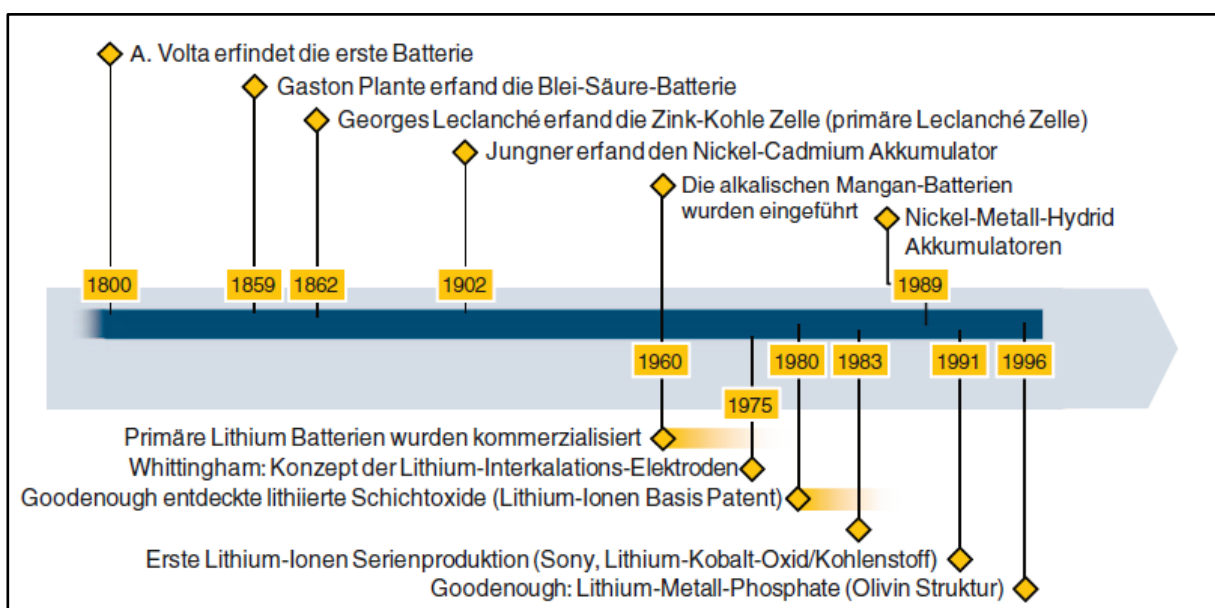 A. Volta erfindet die erste Batterie
Gaston Plante erfand die Blei-Säure-Batterie
Georges Leclanché erfand die Zink-Kohle Zelle (primäre Leclanché Zelle)
Jungner erfand den Nickel-Cadmium Akkumulator
Die alkalischen Mangan-Batterien
wurden eingeführt
Nickel-Metall-Hydrid
Akkumulatoren
1800
1859
1862
1902
1989
1960
1980
1983
1991
1996
1975
Primäre Lithium Batterien wurden kommerzialisiert
Whittingham: Konzept der Lithium-Interkalations-Elektroden
Goodenough entdeckte lithiierte Schichtoxide (Lithium-Ionen Basis Patent)
Erste Lithium-Ionen Serienproduktion (Sony, Lithium-Kobalt-Oxid/Kohlenstoff)
Goodenough: Lithium-Metall-Phosphate (Olivin Struktur)